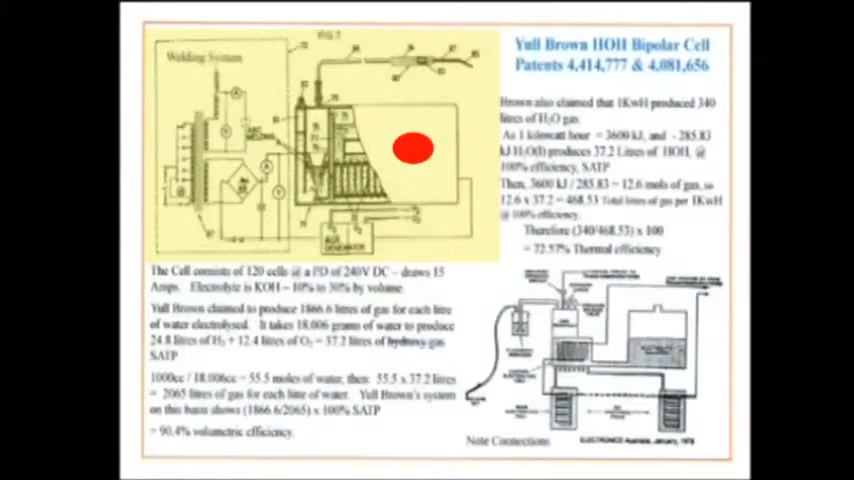 Welding System
FIG 7
ARC
WELDING
AUX
GENERATOR
Yull Brown HOH Bipolar Cell
Patents 4,414,777 & 4,081,656
Brown also claimed that 1KwH produced 340
litres of H2O gas:
As 1 kilowatt hour = 3600 kJ, and - 285.83
kJ H2O(l) produces 37.2 Litres of HOH, @
100% efficiency, SATP
Then, 3600 kJ / 285.83 = 12.6 mols of gas, so
12.6 x 37.2 = 468.53 Total litres of gas per 1KwH
@ 100% efficiency.
Therefore (340/468.53) x 100
= 72.57% Thermal efficiency
The Cell consists of 120 cells @ a PD of 240V DC – draws 15
Amps. Electrolyte is KOH – 10% to 30% by volume.
Yull Brown claimed to produce 1866.6 litres of gas for each litre
of water electrolysed. It takes 18.006 grams of water to produce
24.8 litres of H2 + 12.4 litres of O2 = 37.2 litres of hydroxy gas
SATP
1000cc / 18.006cc = 55.5 moles of water, then: 55.5 x 37.2 litres
= 2065 litres of gas for each litre of water. Yull Brown's system
on this basis shows (1866.6/2065) x 100% SATP
= 90.4% volumetric efficiency.
Note Connections
ELECTRONICS Australia, January, 1978